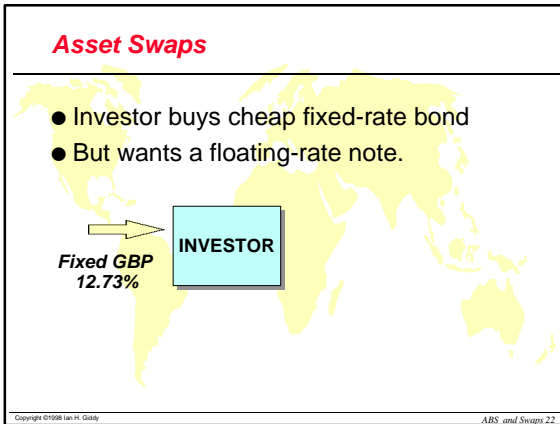 Asset Swaps
● Investor buys cheap fixed-rate bond
● But wants a floating-rate note.
INVESTOR
Fixed GBP
12.73%
Copyright ©1998 Ian H. Giddy
ABS and Swaps 22